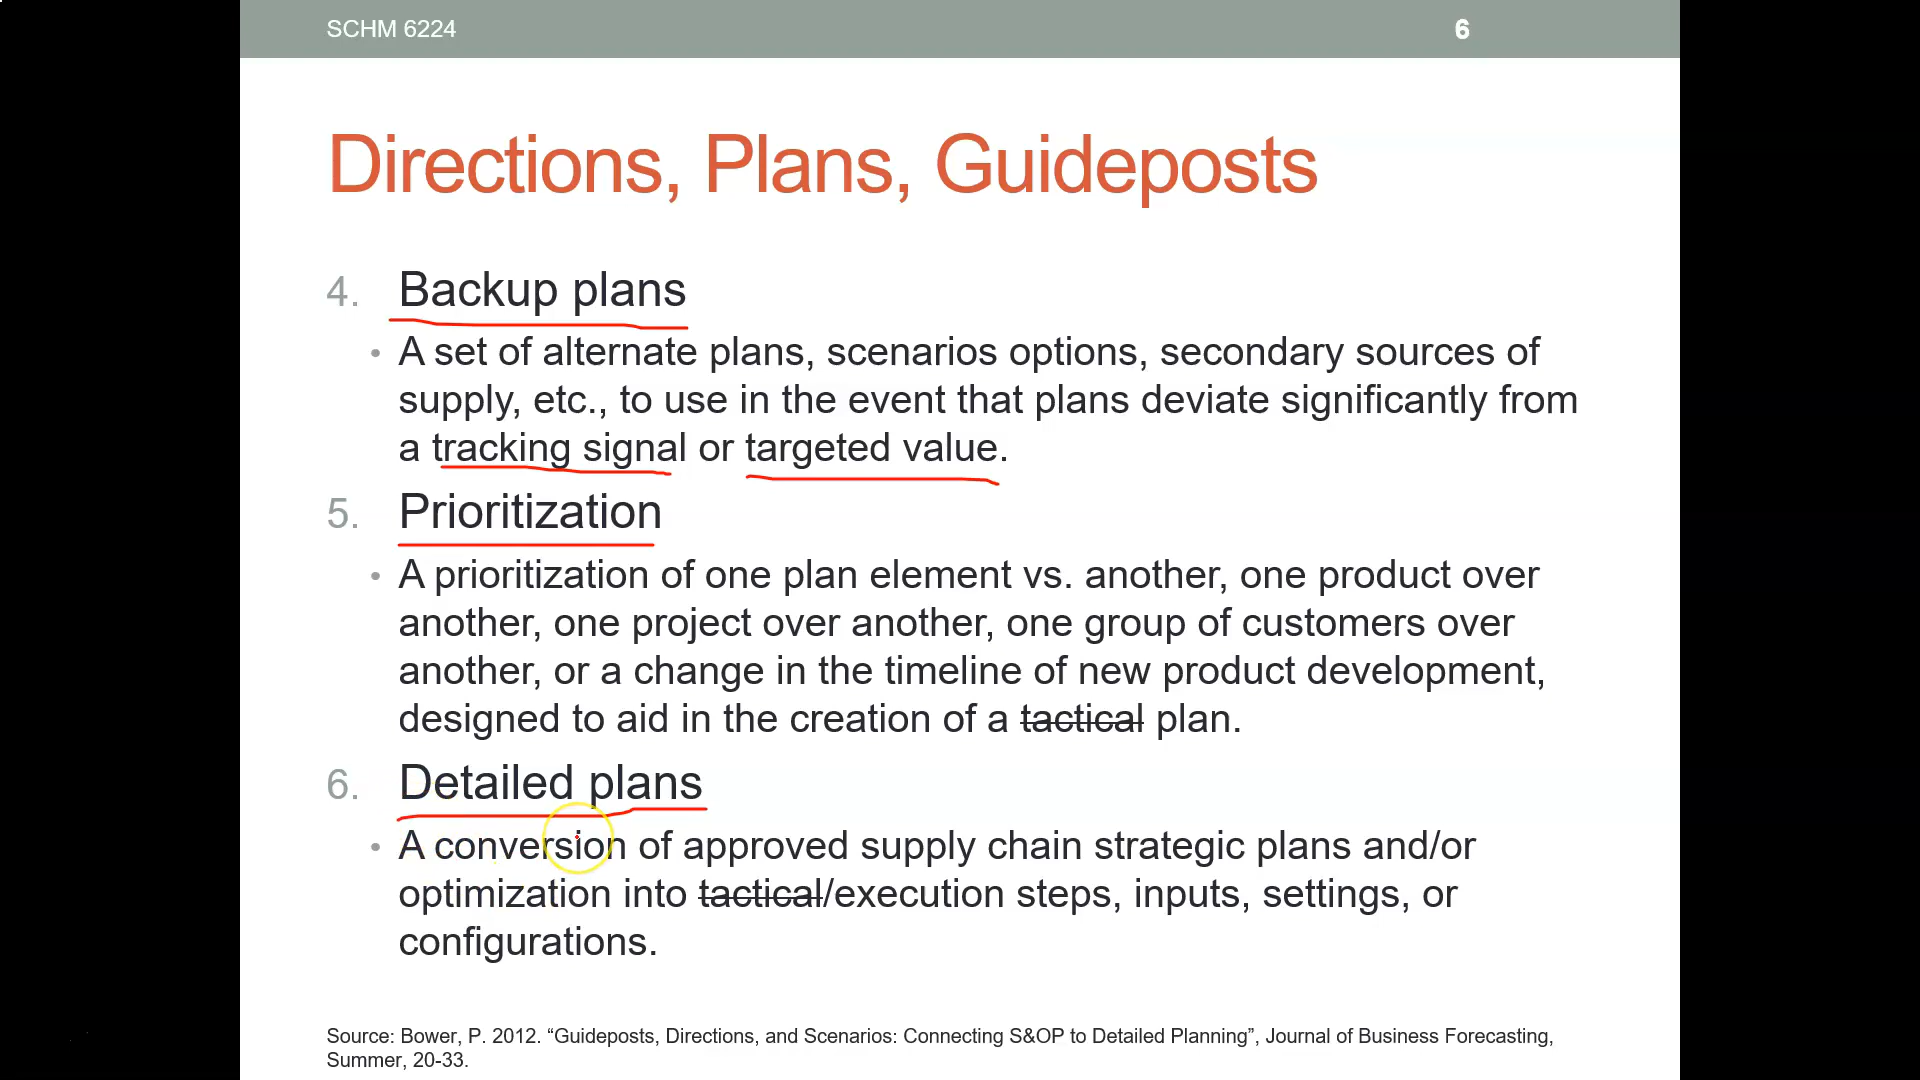 SCHM 6224
6
Directions, Plans, Guideposts
4. Backup plans
• A set of alternate plans, scenarios options, secondary sources of
supply, etc., to use in the event that plans deviate significantly from
a tracking signal or targeted value.
5. Prioritization
• A prioritization of one plan element vs. another, one product over
another, one project over another, one group of customers over
another, or a change in the timeline of new product development,
designed to aid in the creation of a tactical plan.
6. Detailed plans
• A conversion of approved supply chain strategic plans and/or
optimization into tactical/execution steps, inputs, settings, or
configurations.
Source: Bower, P. 2012. “Guideposts, Directions, and Scenarios: Connecting S&OP to Detailed Planning”, Journal of Business Forecasting,
Summer, 20-33.